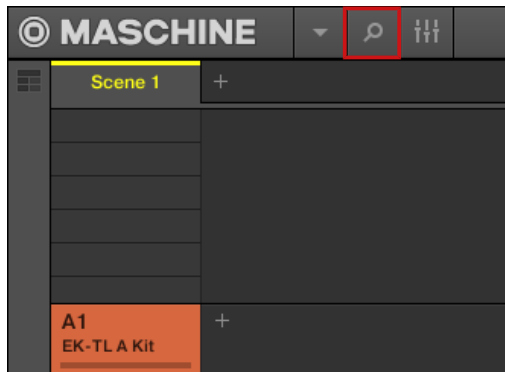 MASCHINE
Scene 1 +
A1 +
EK-TL A Kit